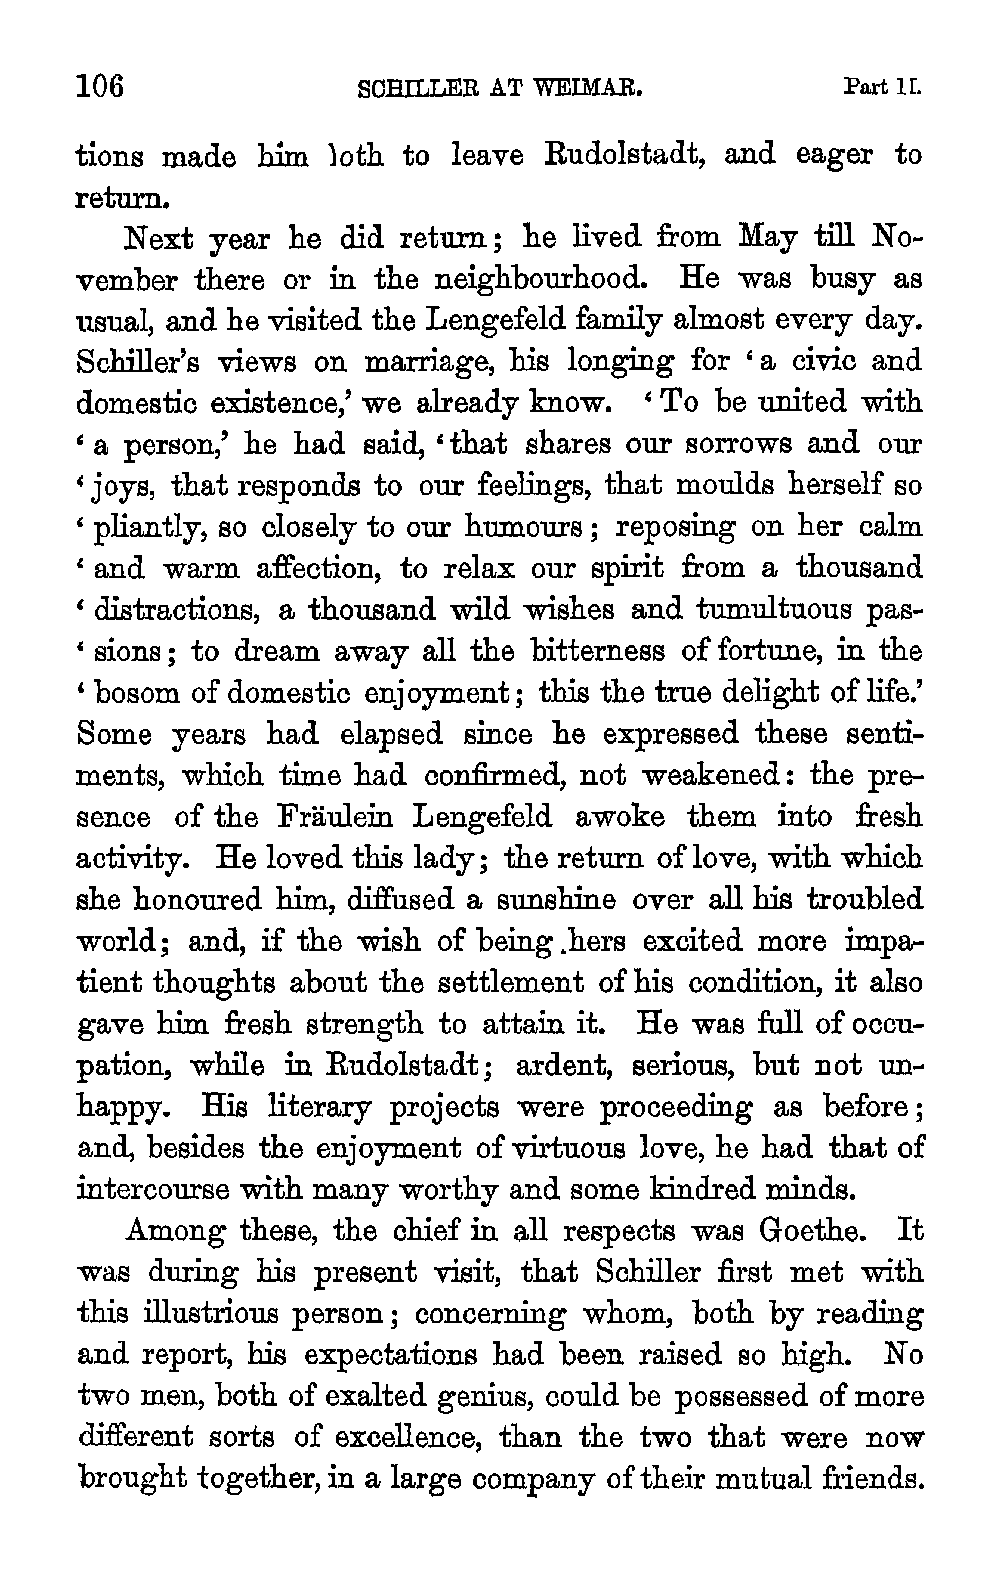 106 SCHILLER AT WEIMAR. Part II.
tions made him loth to leave Rudolstadt, and eager to
return.
Next year he did return; he lived from May till No-
vember there or in the neighbourhood. He was busy as
usual, and he visited the Lengefeld family almost every day.
Schiller's views on marriage, his longing for ‘a civic and
domestic existence,’ we already know. ‘To be united with
‘a person,’ he had said, ‘that shares our sorrows and our
‘joys, that responds to our feelings, that moulds herself so
‘pliantly, so closely to our humours; reposing on her calm
‘and warm affection, to relax our spirit from a thousand
‘distractions, a thousand wild wishes and tumultuous pas-
‘sions; to dream away all the bitterness of fortune, in the
‘bosom of domestic enjoyment; this the true delight of life.’
Some years had elapsed since he expressed these senti-
ments, which time had confirmed, not weakened: the pre-
sence of the Fräulein Lengefeld awoke them into fresh
activity. He loved this lady; the return of love, with which
she honoured him, diffused a sunshine over all his troubled
world; and, if the wish of being hers excited more impa-
tient thoughts about the settlement of his condition, it also
gave him fresh strength to attain it. He was full of occu-
pation, while in Rudolstadt; ardent, serious, but not un-
happy. His literary projects were proceeding as before;
and, besides the enjoyment of virtuous love, he had that of
intercourse with many worthy and some kindred minds.
Among these, the chief in all respects was Goethe. It
was during his present visit, that Schiller first met with
this illustrious person; concerning whom, both by reading
and report, his expectations had been raised so high. No
two men, both of exalted genius, could be possessed of more
different sorts of excellence, than the two that were now
brought together, in a large company of their mutual friends.